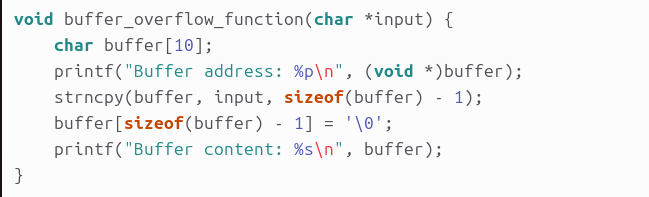 void buffer_overflow_function(char *input) {
    char buffer[10];
    printf("Buffer address: %p\n", (void *)buffer);
    strncpy(buffer, input, sizeof(buffer) - 1);
    buffer[sizeof(buffer) - 1] = '\0';
    printf("Buffer content: %s\n", buffer);
}